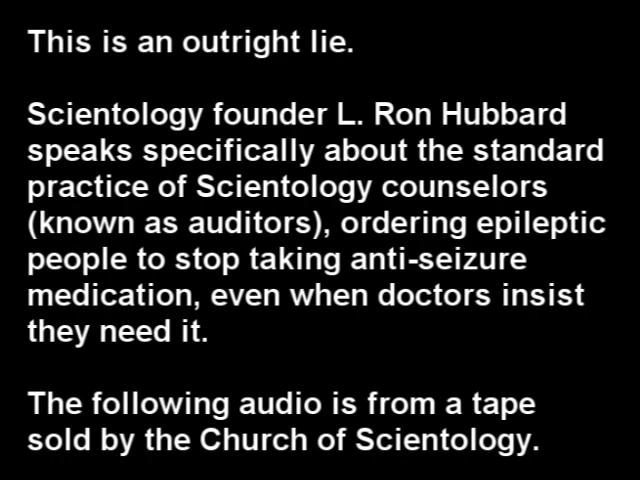 This is an outright lie.
Scientology founder L. Ron Hubbard
speaks specifically about the standard
practice of Scientology counselors
(known as auditors), ordering epileptic
people to stop taking anti-seizure
medication, even when doctors insist
they need it.
The following audio is from a tape
sold by the Church of Scientology.